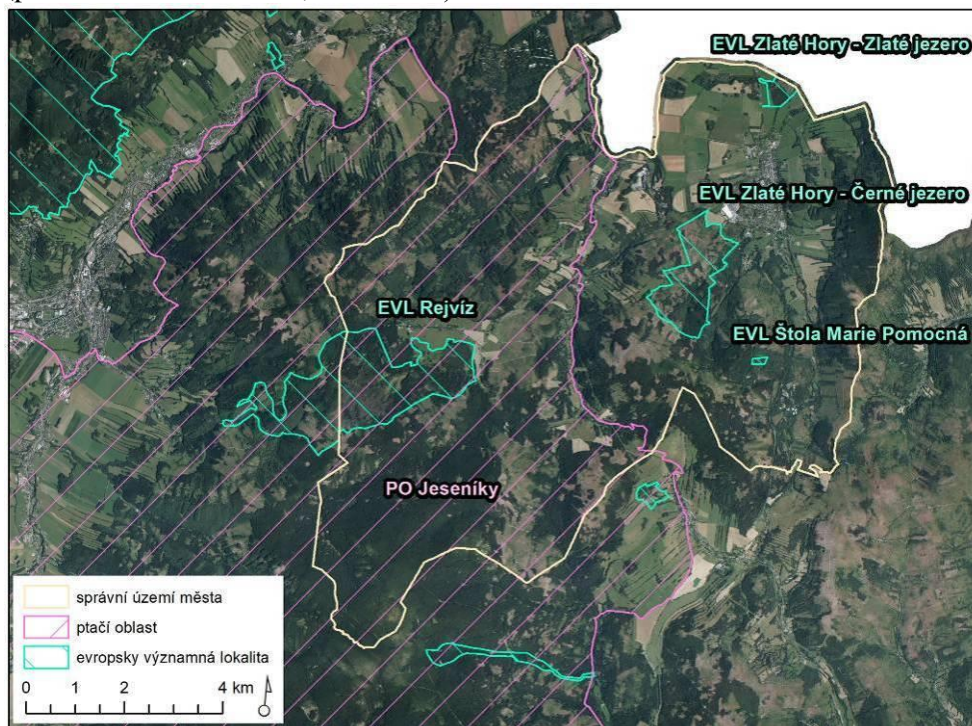 EVL Zlaté Hory - Zlaté jezero
EVL Zlaté Hory - Černé jezero
EVL Rejvíz
EVL Štola Marie Pomocná
PO Jeseníky
správní území města
ptačí oblast
evropsky významná lokalita
0 1 2 4 km